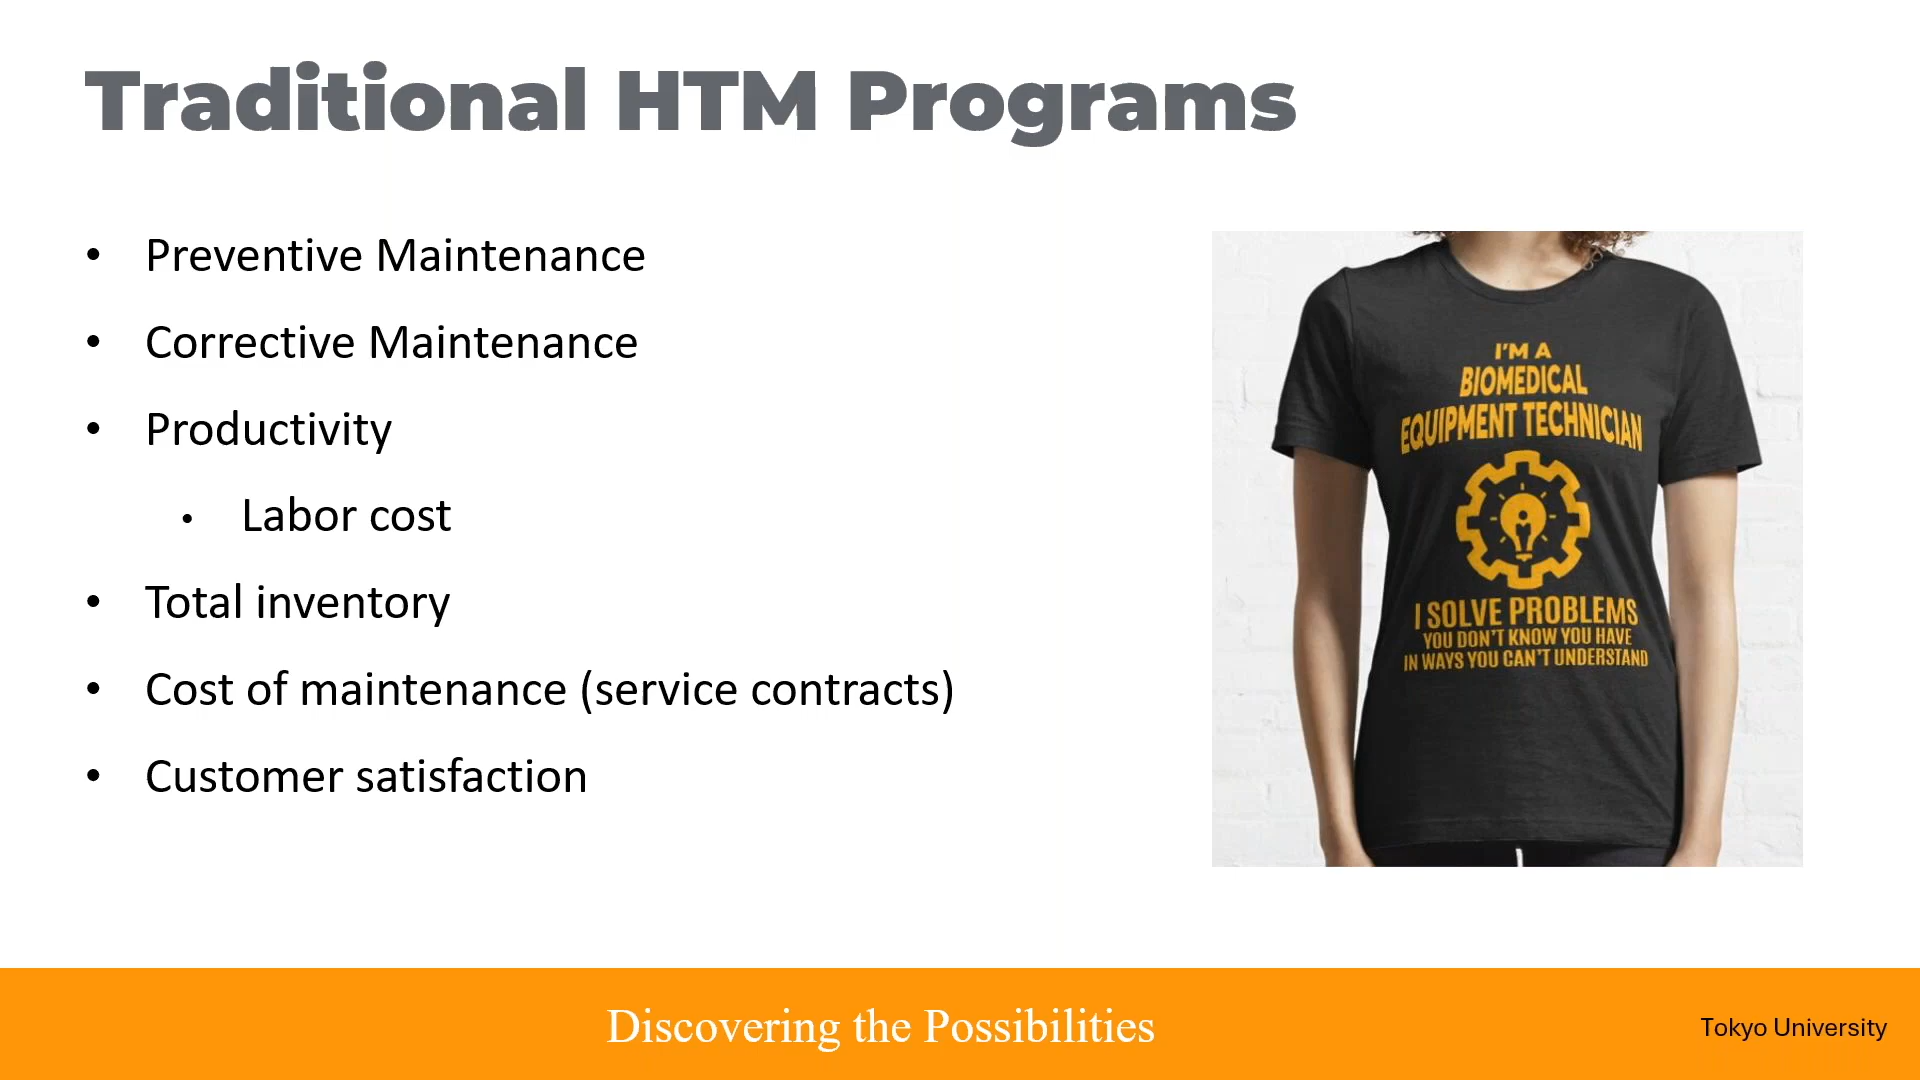 Traditional HTM Programs
• Preventive Maintenance
• Corrective Maintenance
• Productivity
• Labor cost
• Total inventory
• Cost of maintenance (service contracts)
• Customer satisfaction
I'M A
BIOMEDICAL
EQUIPMENT TECHNICIAN
I SOLVE PROBLEMS
YOU DON'T KNOW YOU HAVE
IN WAYS YOU CAN'T UNDERSTAND
Discovering the Possibilities
Tokyo University